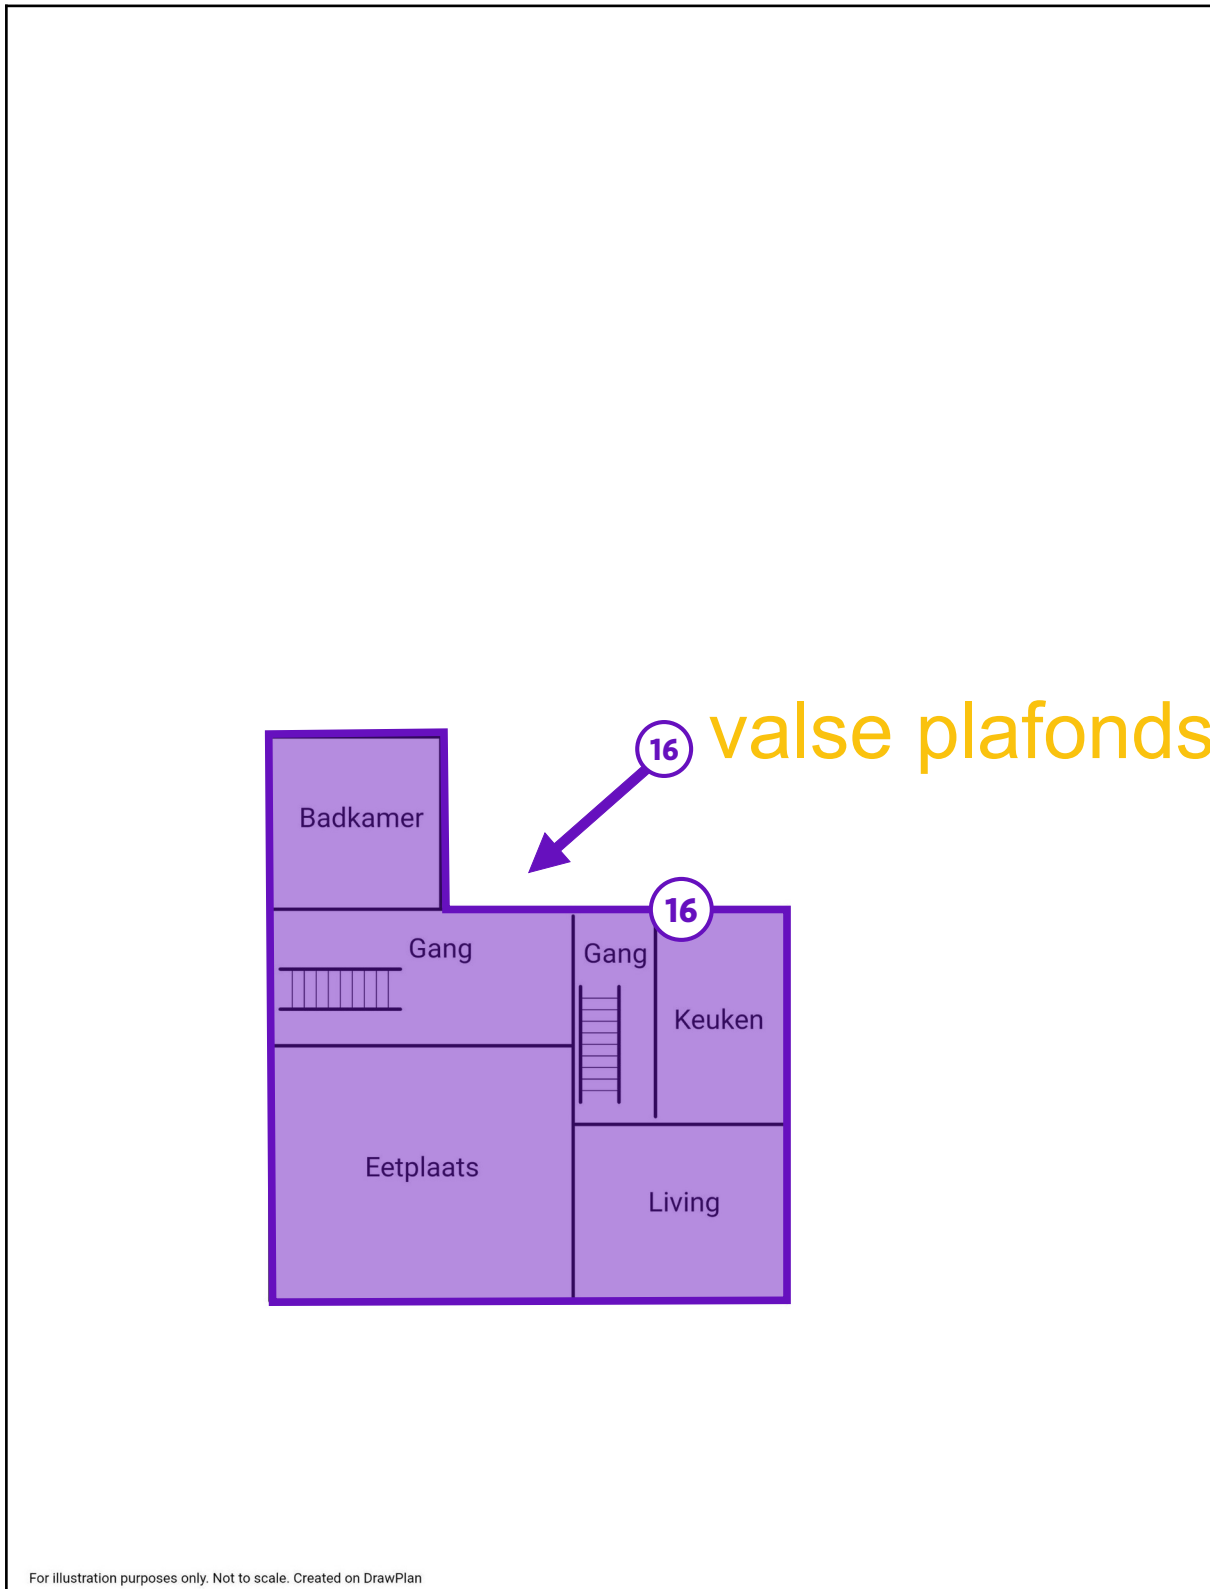 16 valse plafonds
Badkamer
16
Gang
Gang
Keuken
Eetplaats
Living
For illustration purposes only. Not to scale. Created on DrawPlan